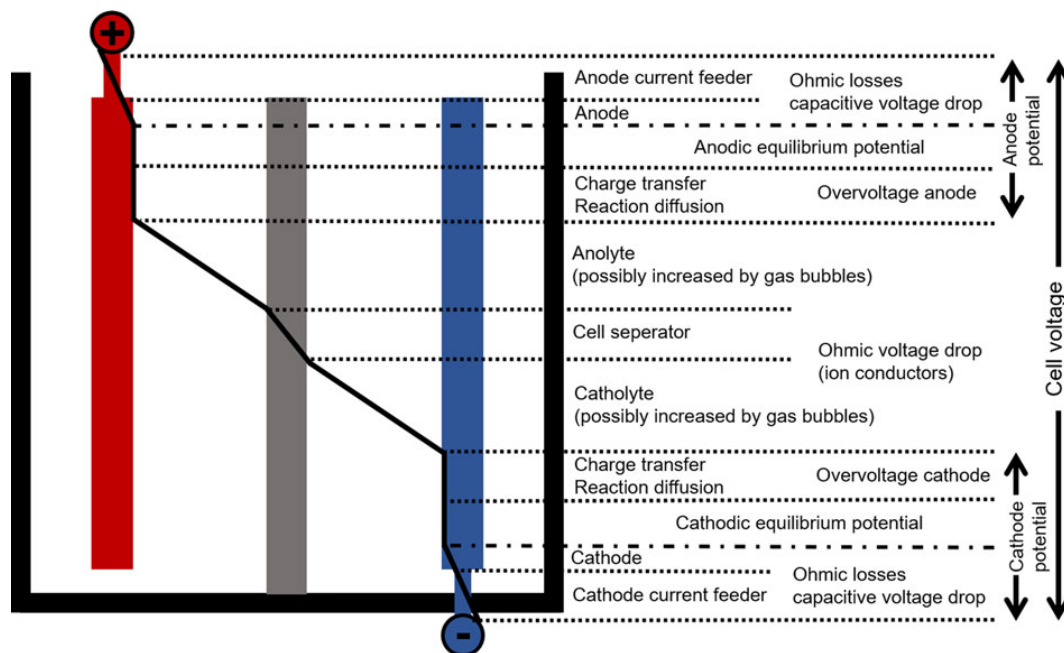 +
Anode current feeder
Ohmic losses
capacitive voltage drop
Anode
Anodic equilibrium potential
Charge transfer
Reaction diffusion
Overvoltage anode
Anode
potential
Anolyte
(possibly increased by gas bubbles)
Cell seperator
Ohmic voltage drop
(ion conductors)
Cell voltage
Catholyte
(possibly increased by gas bubbles)
Charge transfer
Reaction diffusion
Overvoltage cathode
Cathodic equilibrium potential
Cathode
Cathode current feeder
Ohmic losses
capacitive voltage drop
Cathode
potential
-